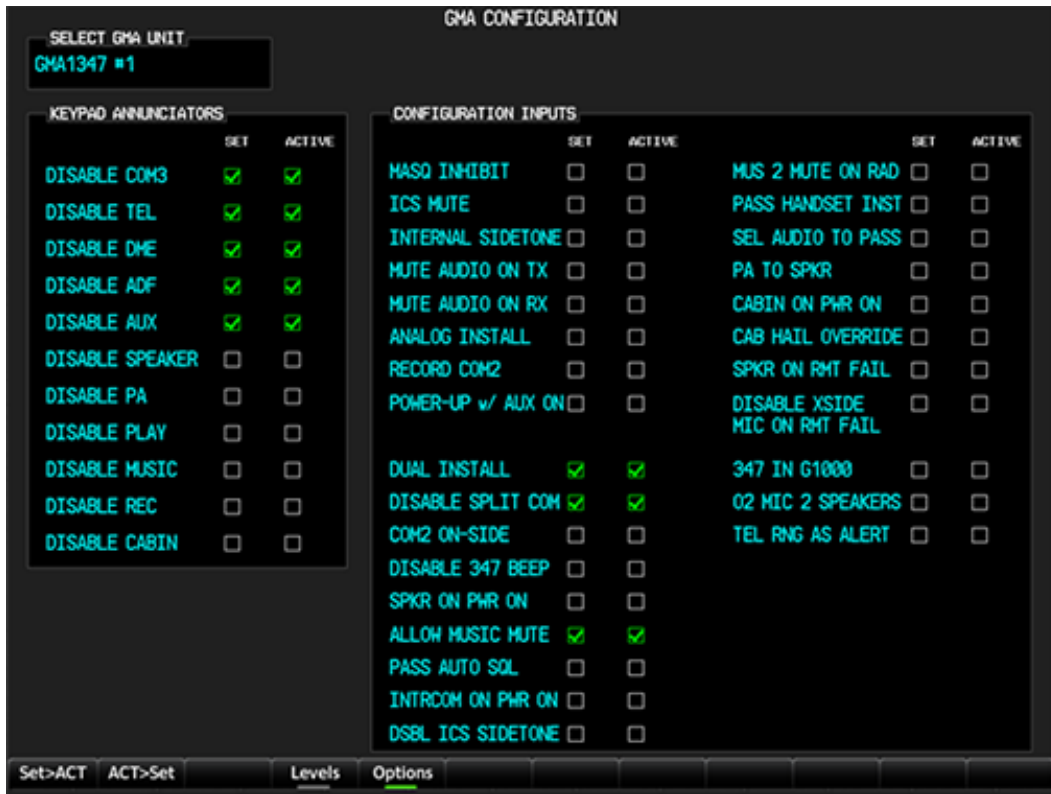 GMA CONFIGURATION
SELECT GMA UNIT
GMA1347 #1
KEYPAD ANNUNCIATORS
SET ACTIVE
DISABLE COM3
DISABLE TEL
DISABLE DME
DISABLE ADF
DISABLE AUX
DISABLE SPEAKER
DISABLE PA
DISABLE PLAY
DISABLE MUSIC
DISABLE REC
DISABLE CABIN
CONFIGURATION INPUTS
SET ACTIVE
MASQ INHIBIT
ICS MUTE
INTERNAL SIDETONE
MUTE AUDIO ON TX
MUTE AUDIO ON RX
ANALOG INSTALL
RECORD COM2
POWER-UP w/ AUX ON
DUAL INSTALL
DISABLE SPLIT COM
COM2 ON-SIDE
DISABLE 347 BEEP
SPKR ON PWR ON
ALLOW MUSIC MUTE
PASS AUTO SQL
INTRCOM ON PWR ON
DSBL ICS SIDETONE
SET ACTIVE
MUS 2 MUTE ON RAD
PASS HANDSET INST
SEL AUDIO TO PASS
PA TO SPKR
CABIN ON PWR ON
CAB HAIL OVERRIDE
SPKR ON RMT FAIL
DISABLE XSIDE
MIC ON RMT FAIL
347 IN G1000
O2 MIC 2 SPEAKERS
TEL RNG AS ALERT
Set>ACT ACT>Set Levels Options